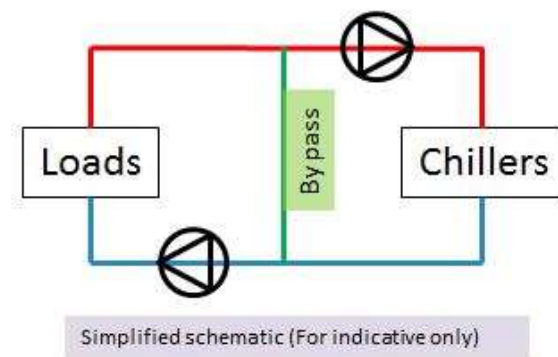 Loads
By pass
Chillers
Simplified schematic (For indicative only)